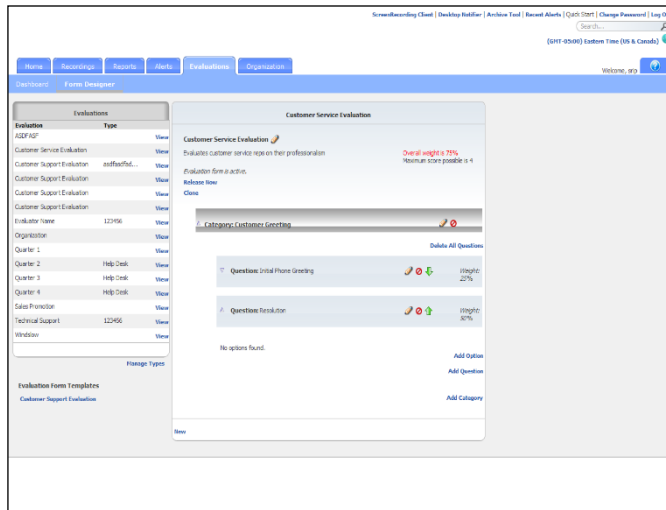 ScreenRecording Client | Desktop Notifier | Archive Tool | Recent Alerts | Quick Start | Change Password | Log O
Search...
(GMT-05:00) Eastern Time (US & Canada)
Home Recordings Reports Alerts Evaluations Organization
Welcome, snp
Dashboard Form Designer
Evaluations
Evaluation Type
ASDFASF View
Customer Service Evaluation View
Customer Support Evaluation asdfasdfsd... View
Customer Support Evaluation View
Customer Support Evaluation View
Customer Support Evaluation View
Evaluator Name 123456 View
Organization View
Quarter 1 View
Quarter 2 Help Desk View
Quarter 3 Help Desk View
Quarter 4 Help Desk View
Sales Promotion View
Technical Support 123456 View
Windslow View
Manage Types
Evaluation Form Templates
Customer Support Evaluation
Customer Service Evaluation
Customer Service Evaluation
Evaluates customer service reps on their professionalism
Overall weight is 75%
Maximum score possible is 4
Evaluation form is active.
Release Now
Clone
Category: Customer Greeting
Delete All Questions
Question: Initial Phone Greeting Weight:
25%
Question: Resolution Weight:
50%
No options found.
Add Option
Add Question
Add Category
New